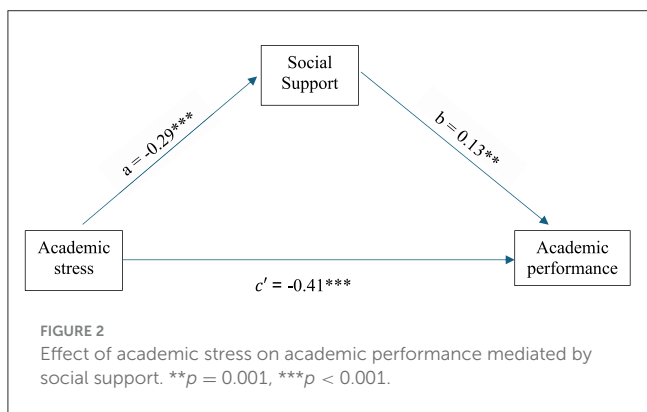 Social
Support
a = -0.29***
b = 0.13**
Academic
stress
Academic
performance
c′ = -0.41***
FIGURE 2
Effect of academic stress on academic performance mediated by
social support. **p = 0.001, ***p < 0.001.